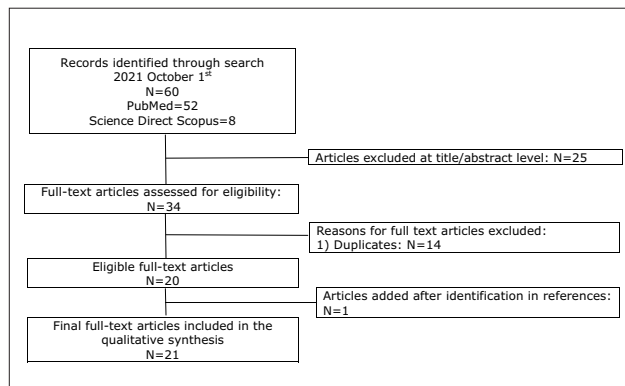 Records identified through search
2021 October 1st
N=60
PubMed=52
Science Direct Scopus=8
Articles excluded at title/abstract level: N=25
Full-text articles assessed for eligibility:
N=34
Reasons for full text articles excluded:
1) Duplicates: N=14
Eligible full-text articles
N=20
Articles added after identification in references:
N=1
Final full-text articles included in the
qualitative synthesis
N=21